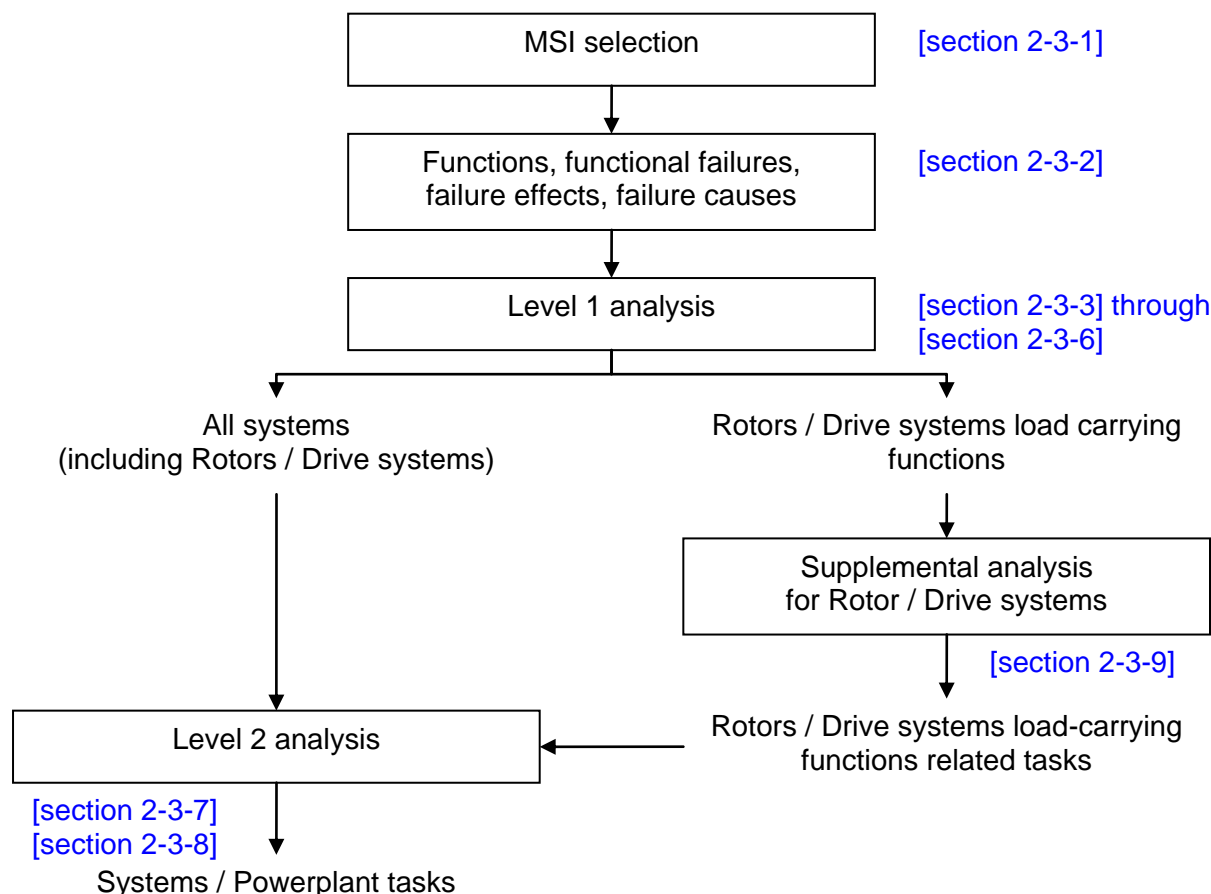 MSI selection
[section 2-3-1]
Functions, functional failures,
failure effects, failure causes
[section 2-3-2]
Level 1 analysis
[section 2-3-3] through
[section 2-3-6]
All systems
(including Rotors / Drive systems)
Rotors / Drive systems load carrying
functions
Supplemental analysis
for Rotor / Drive systems
[section 2-3-9]
Level 2 analysis
Rotors / Drive systems load-carrying
functions related tasks
[section 2-3-7]
[section 2-3-8]
Systems / Powerplant tasks